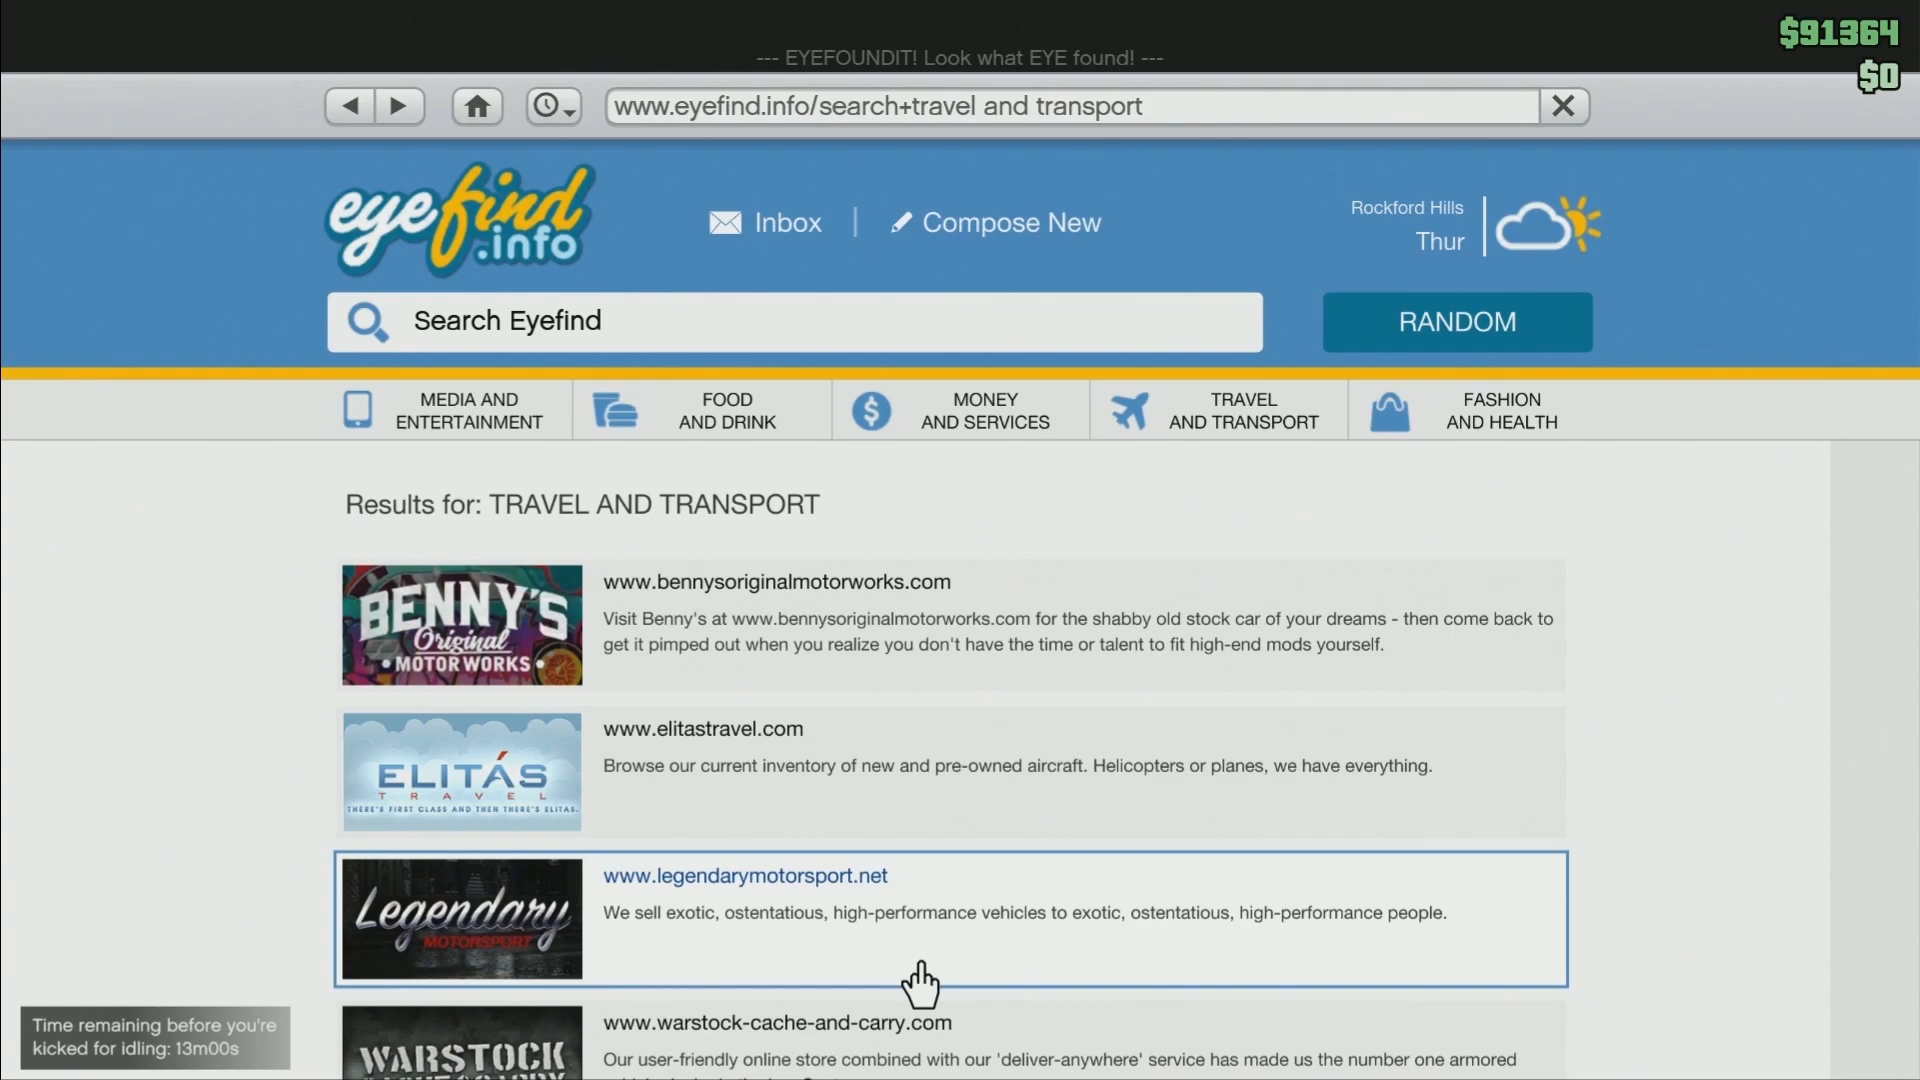 $91364
--- EYEFOUNDIT! Look what EYE found! ---
$0
www.eyefind.info/search+travel and transport
eyefind
.info
Inbox
Compose New
Rockford Hills
Thur
Search Eyefind
RANDOM
MEDIA AND
ENTERTAINMENT
FOOD
AND DRINK
MONEY
AND SERVICES
TRAVEL
AND TRANSPORT
FASHION
AND HEALTH
Results for: TRAVEL AND TRANSPORT
BENNY'S
Original
MOTOR WORKS
www.bennysoriginalmotorworks.com
Visit Benny's at www.bennysoriginalmotorworks.com for the shabby old stock car of your dreams - then come back to
get it pimped out when you realize you don't have the time or talent to fit high-end mods yourself.
ELITÁS
TRAVEL
THERE'S FIRST CLASS AND THEN THERE'S ELITAS.
www.elitastravel.com
Browse our current inventory of new and pre-owned aircraft. Helicopters or planes, we have everything.
Legendary
MOTORSPORT
www.legendarymotorsport.net
We sell exotic, ostentatious, high-performance vehicles to exotic, ostentatious, high-performance people.
WARSTOCK
www.warstock-cache-and-carry.com
Our user-friendly online store combined with our 'deliver-anywhere' service has made us the number one armored
Time remaining before you're
kicked for idling: 13m00s